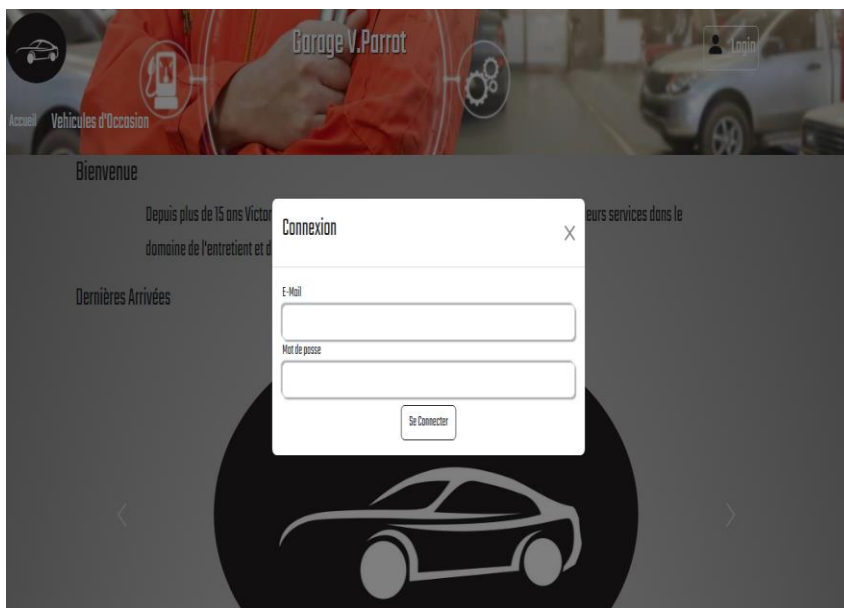 Garage V.Parrot
Login
Accueil
Vehicules d'Occasion
Bienvenue
Depuis plus de 15 ans Victor
eurs services dans le
domaine de l'entretient et d
Dernières Arrivées
Connexion
X
E-Mail
Mot de passe
Se Connecter